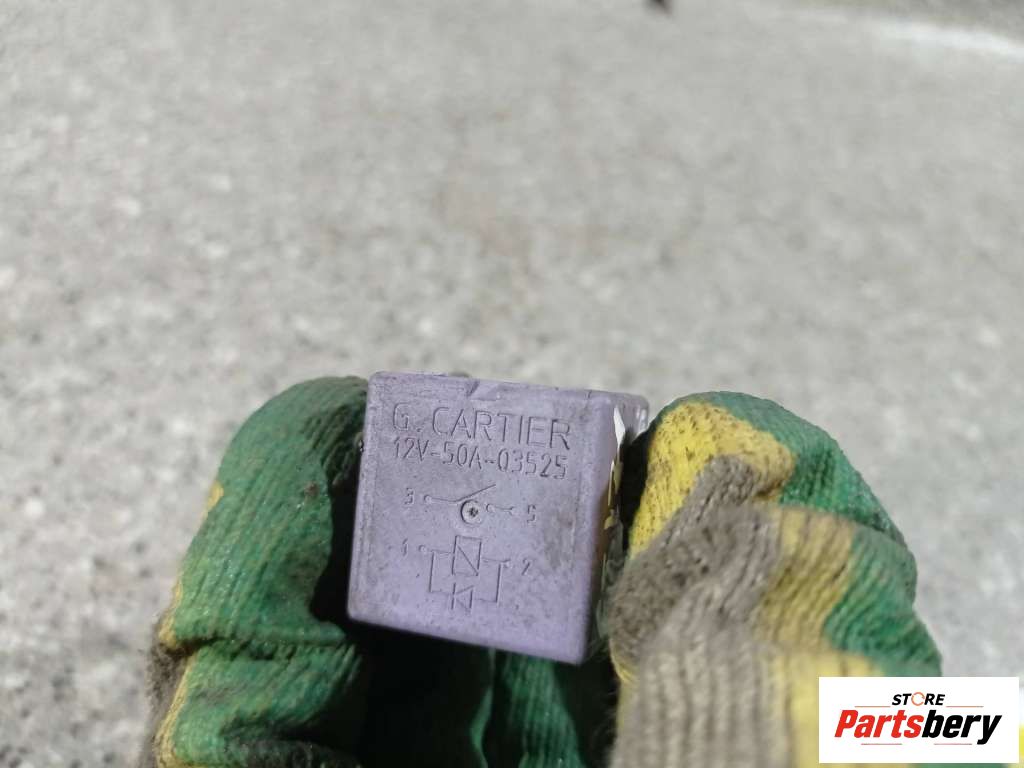 G. CARTIER
12V-50A-03525
3 5
1 2
STORE
Partsbery